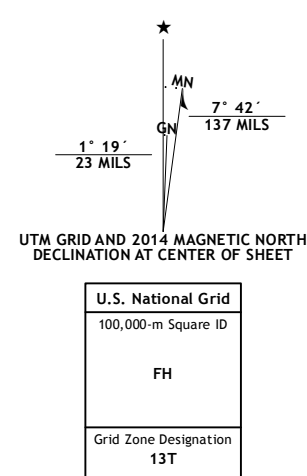 ★
MN
7° 42´
137 MILS
GN
1° 19´
23 MILS
UTM GRID AND 2014 MAGNETIC NORTH
DECLINATION AT CENTER OF SHEET
U.S. National Grid
100,000-m Square ID
FH
Grid Zone Designation
13T